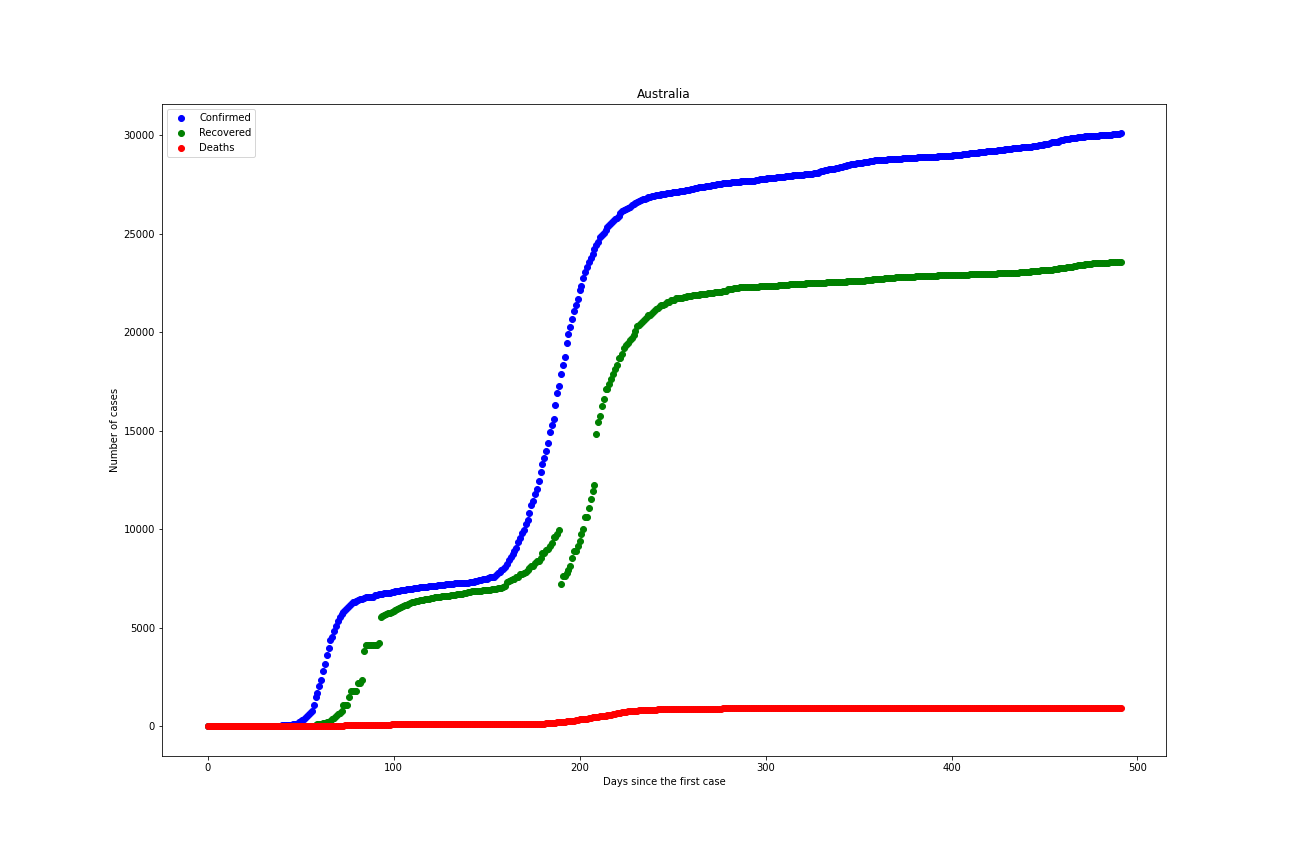 Australia
Confirmed
Recovered
Deaths
30000
25000
20000
15000
10000
5000
0
Number of cases
0 100 200 300 400 500
Days since the first case